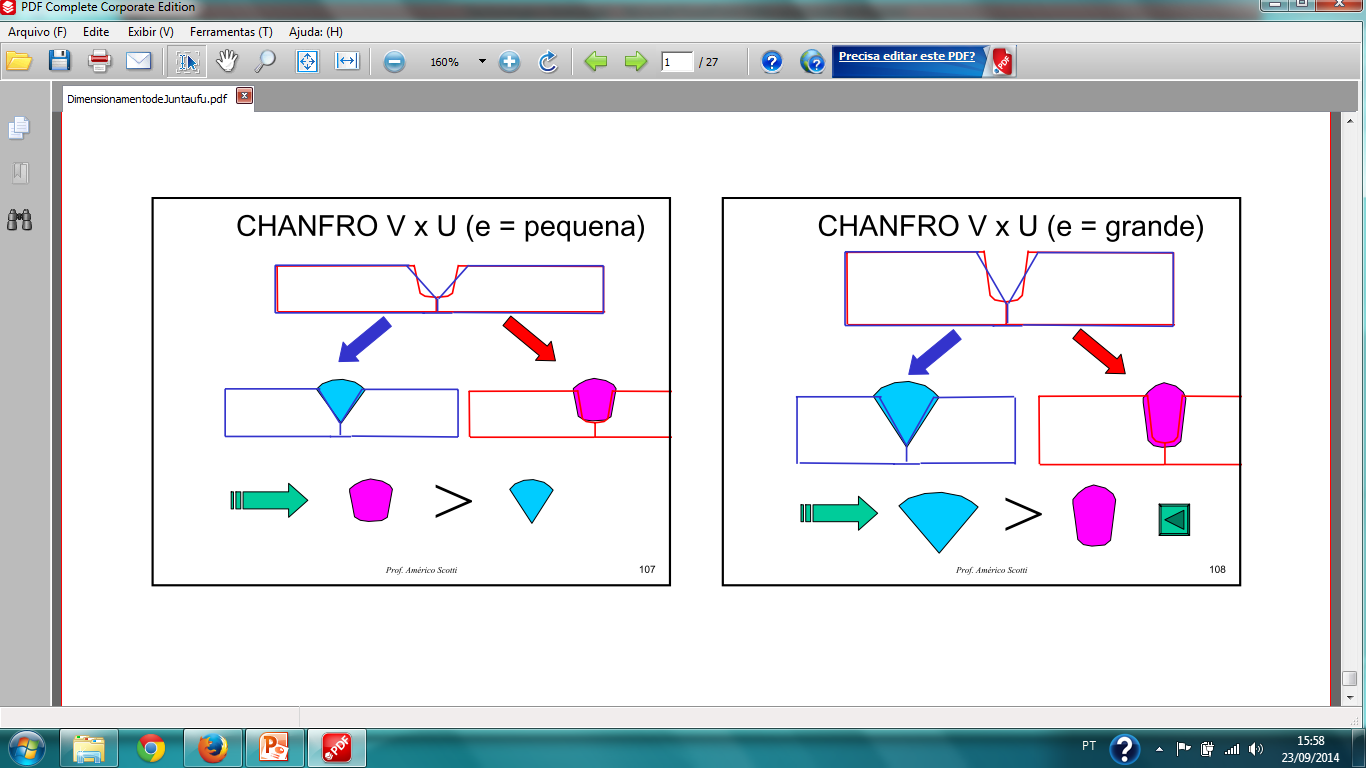 PDF Complete Corporate Edition
Arquivo (F) Edite Exibir (V) Ferramentas (T) Ajuda: (H)
160% 1 / 27 Precisa editar este PDF?
DimensionamentodeJuntaufu.pdf
CHANFRO V x U (e = pequena)
>
Prof. Américo Scotti 107
CHANFRO V x U (e = grande)
>
Prof. Américo Scotti 108
PT
15:58
23/09/2014